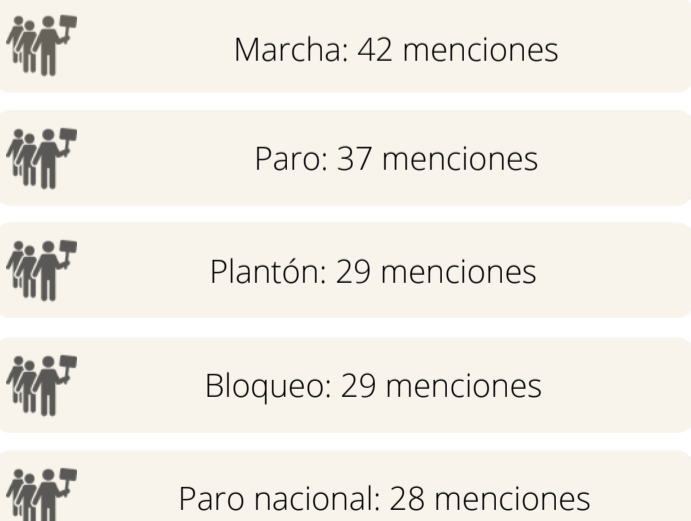 Marcha: 42 menciones
Paro: 37 menciones
Plantón: 29 menciones
Bloqueo: 29 menciones
Paro nacional: 28 menciones